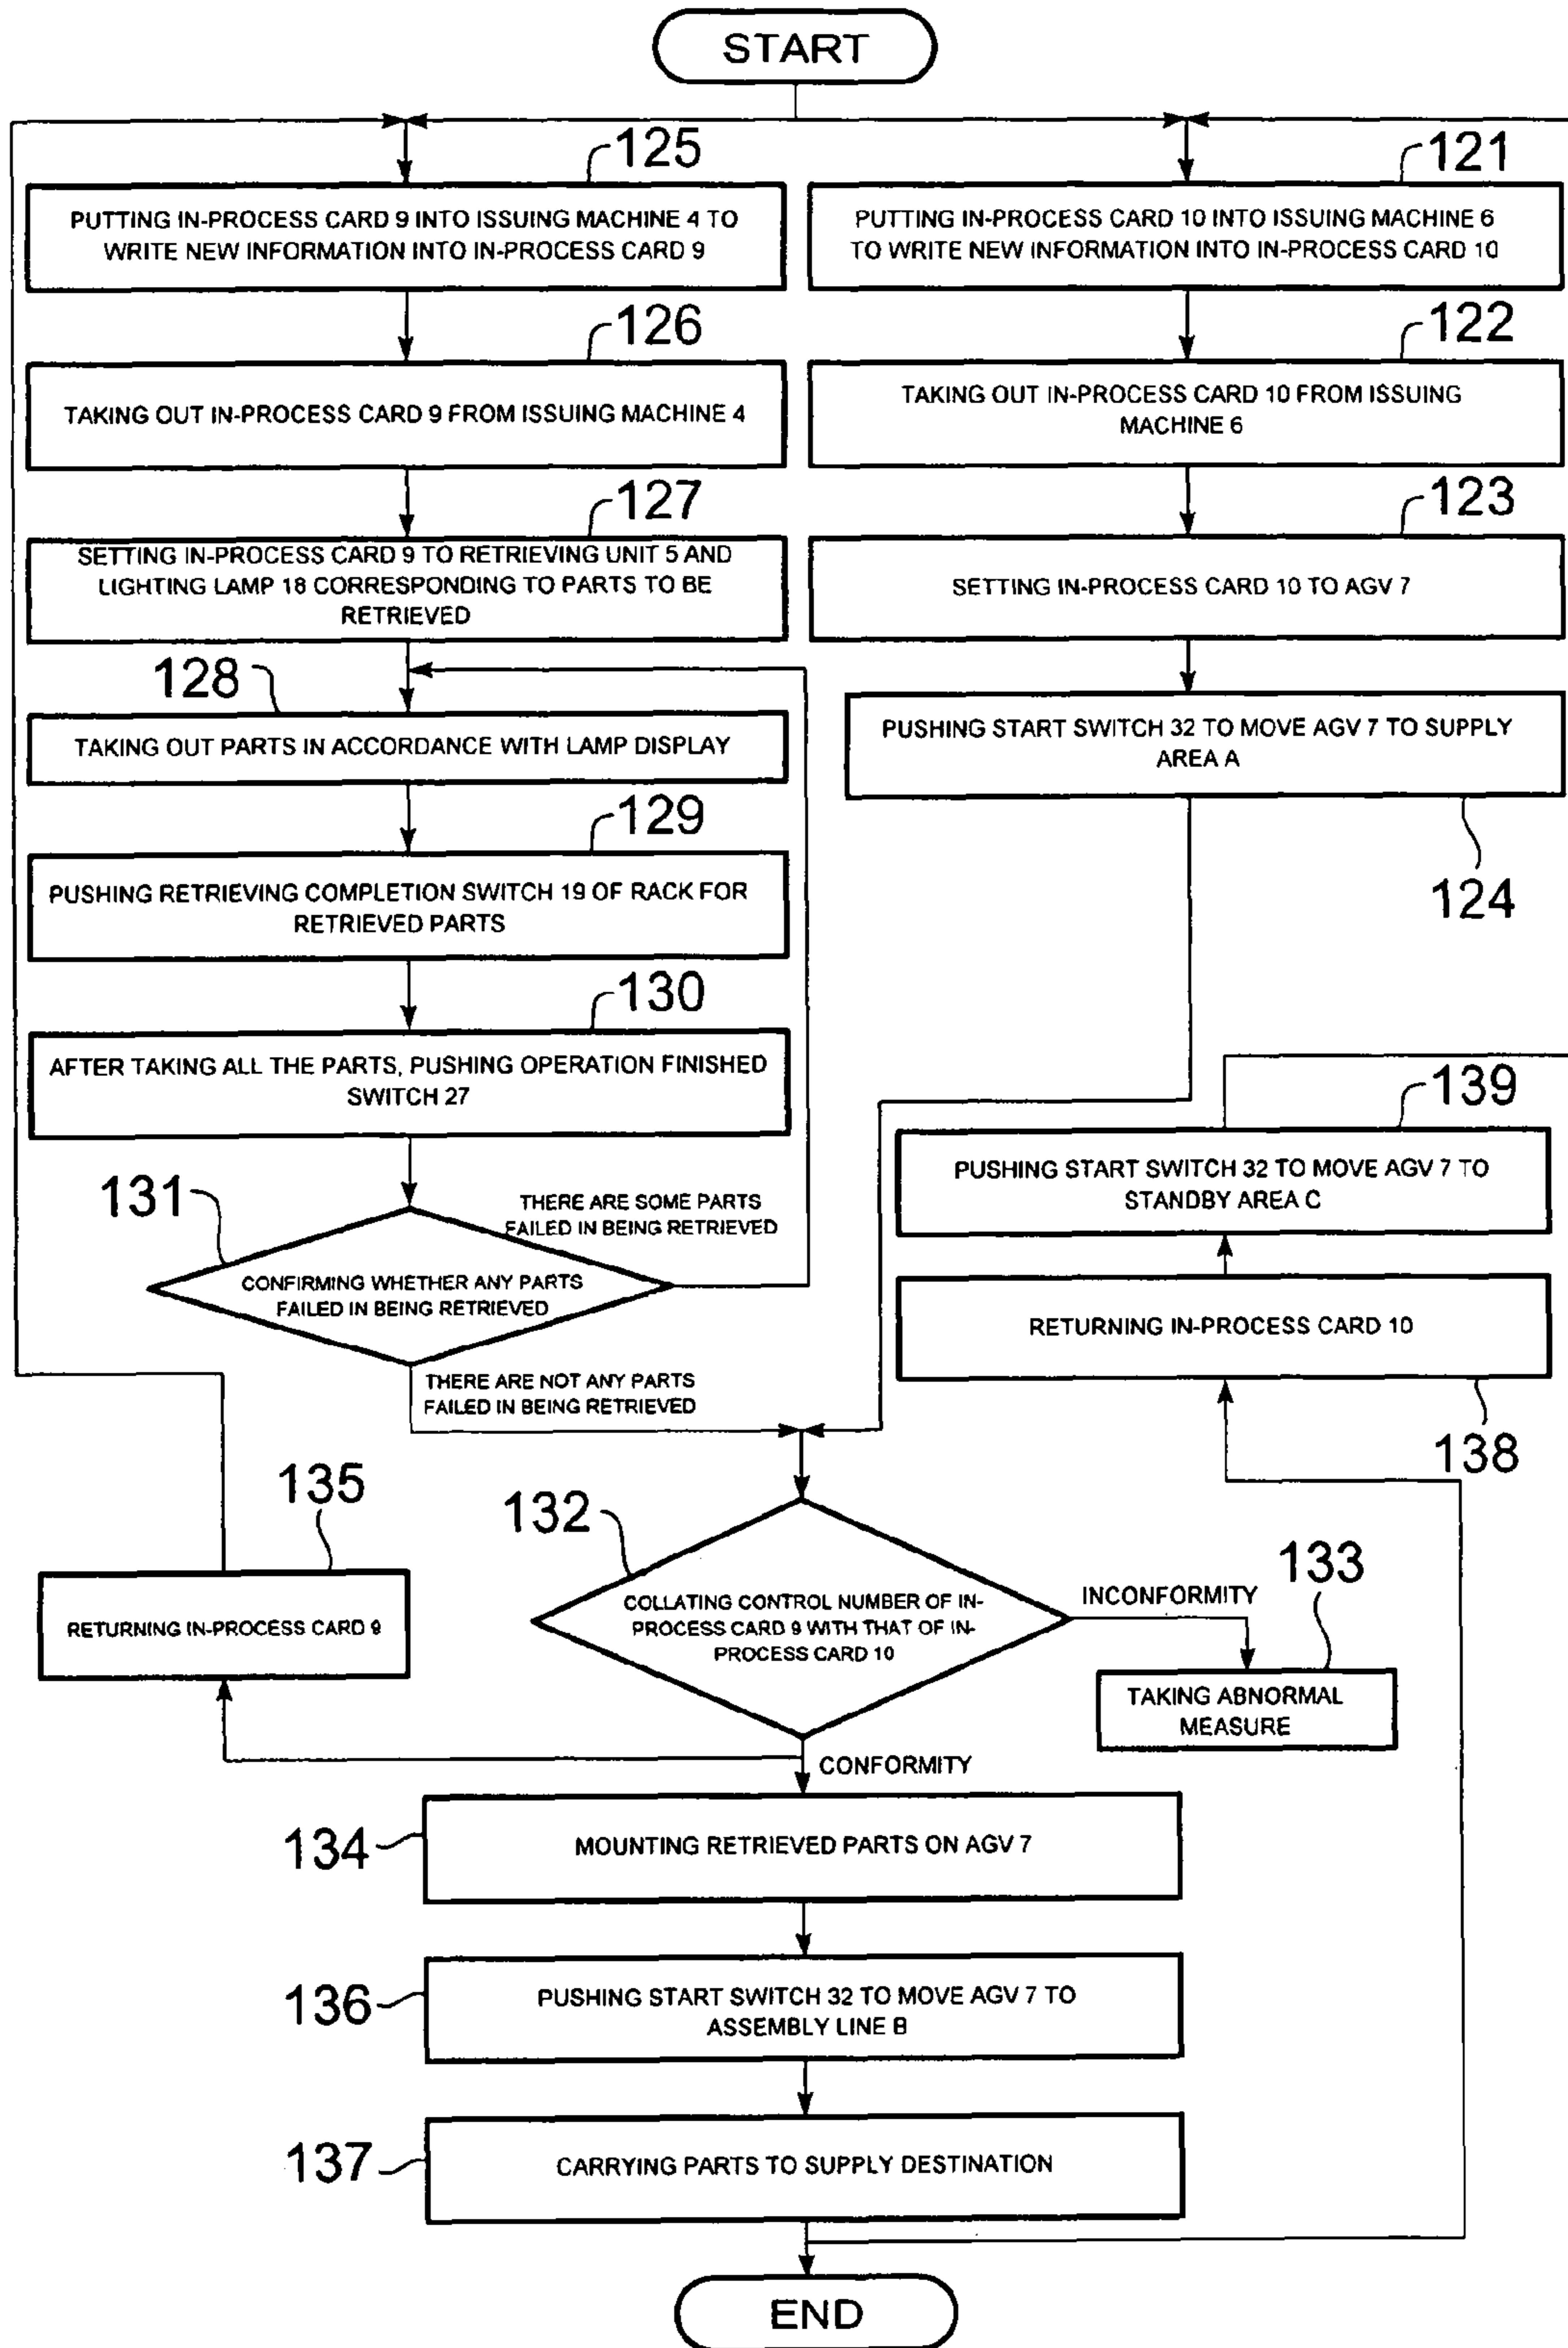 START
125
PUTTING IN-PROCESS CARD 9 INTO ISSUING MACHINE 4 TO
WRITE NEW INFORMATION INTO IN-PROCESS CARD 9
121
PUTTING IN-PROCESS CARD 10 INTO ISSUING MACHINE 6
TO WRITE NEW INFORMATION INTO IN-PROCESS CARD 10
126
TAKING OUT IN-PROCESS CARD 9 FROM ISSUING MACHINE 4
122
TAKING OUT IN-PROCESS CARD 10 FROM ISSUING
MACHINE 6
127
SETTING IN-PROCESS CARD 9 TO RETRIEVING UNIT 5 AND
LIGHTING LAMP 18 CORRESPONDING TO PARTS TO BE
RETRIEVED
123
SETTING IN-PROCESS CARD 10 TO AGV 7
128
TAKING OUT PARTS IN ACCORDANCE WITH LAMP DISPLAY
PUSHING START SWITCH 32 TO MOVE AGV 7 TO SUPPLY
AREA A
124
129
PUSHING RETRIEVING COMPLETION SWITCH 19 OF RACK FOR
RETRIEVED PARTS
130
AFTER TAKING ALL THE PARTS, PUSHING OPERATION FINISHED
SWITCH 27
139
PUSHING START SWITCH 32 TO MOVE AGV 7 TO
STANDBY AREA C
131
THERE ARE SOME PARTS
FAILED IN BEING RETRIEVED
CONFIRMING WHETHER ANY PARTS
FAILED IN BEING RETRIEVED
RETURNING IN-PROCESS CARD 10
138
THERE ARE NOT ANY PARTS
FAILED IN BEING RETRIEVED
135
RETURNING IN-PROCESS CARD 9
132
COLLATING CONTROL NUMBER OF IN-
PROCESS CARD 9 WITH THAT OF IN-
PROCESS CARD 10
INCONFORMITY
133
TAKING ABNORMAL
MEASURE
CONFORMITY
134
MOUNTING RETRIEVED PARTS ON AGV 7
136
PUSHING START SWITCH 32 TO MOVE AGV 7 TO
ASSEMBLY LINE B
137
CARRYING PARTS TO SUPPLY DESTINATION
END